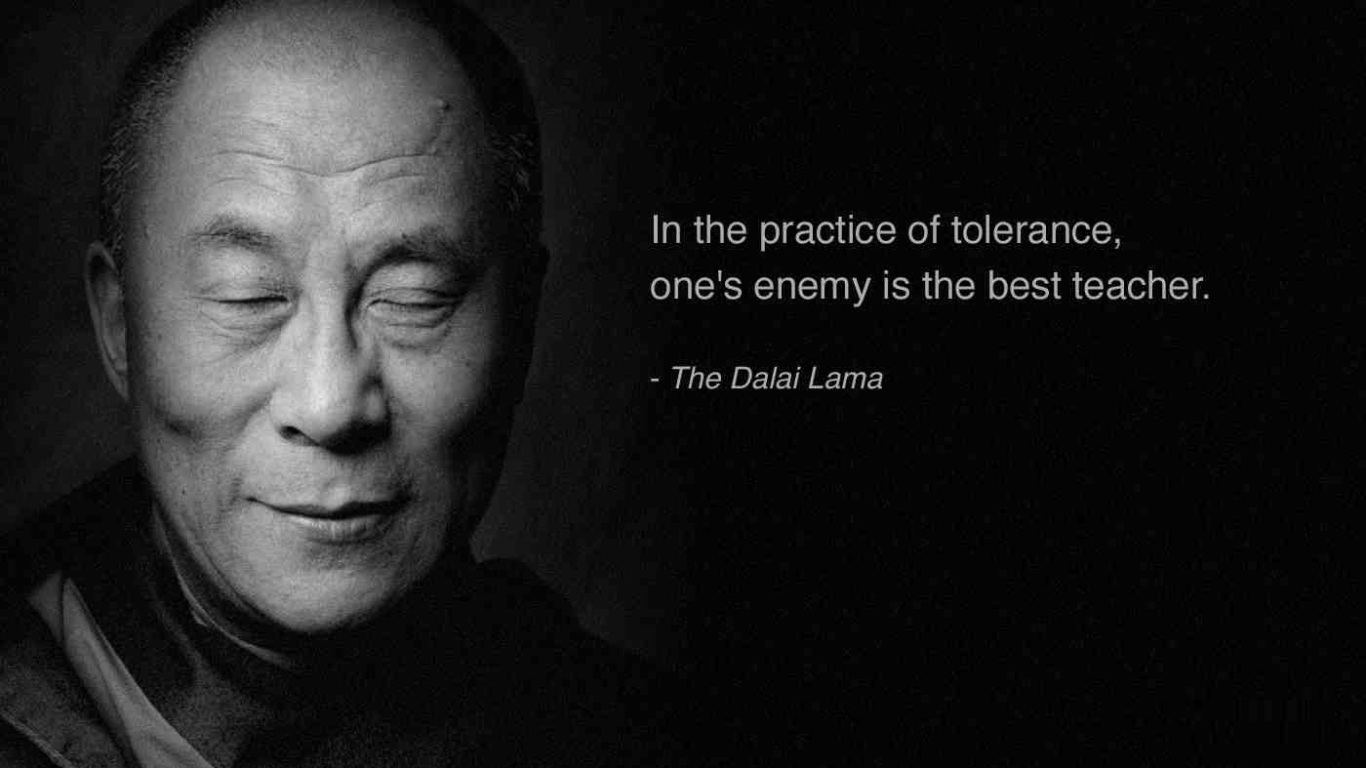 In the practice of tolerance,
one's enemy is the best teacher.
- The Dalai Lama